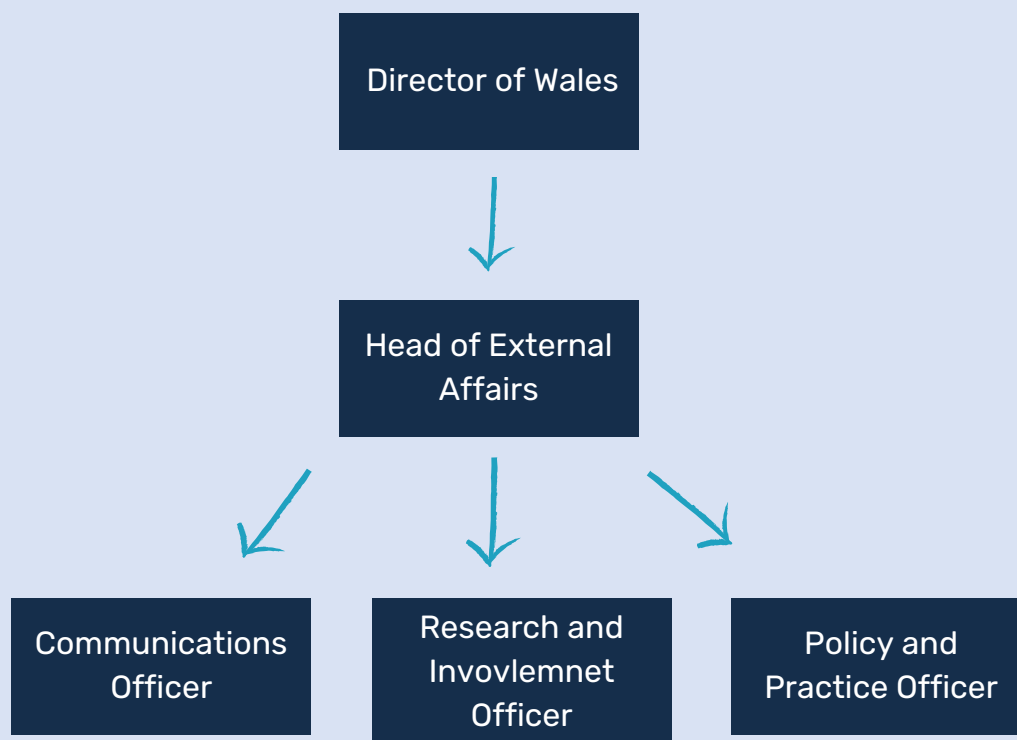 Director of Wales
Head of External
Affairs
Communications
Officer
Research and
Invovlemnet
Officer
Policy and
Practice Officer